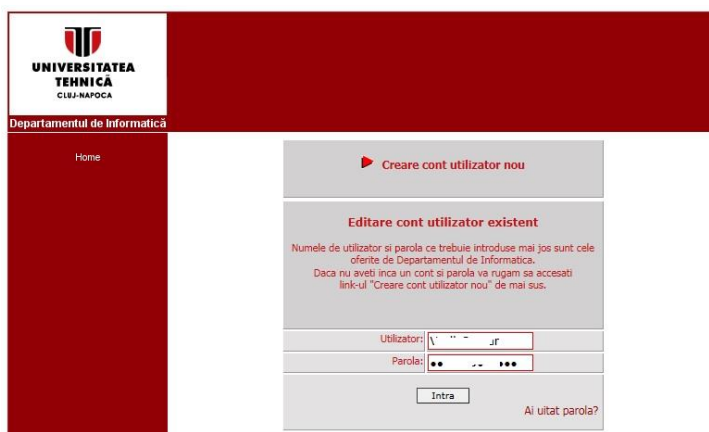 UNIVERSITATEA
TEHNICĂ
CLUJ-NAPOCA
Departamentul de Informatică
Home
Creare cont utilizator nou
Editare cont utilizator existent
Numele de utilizator si parola ce trebuie introduse mai jos sunt cele
oferite de Departamentul de Informatica.
Daca nu aveti inca un cont si parola va rugam sa accesati
link-ul "Creare cont utilizator nou" de mai sus.
Utilizator:
Parola:
Intra
Ai uitat parola?